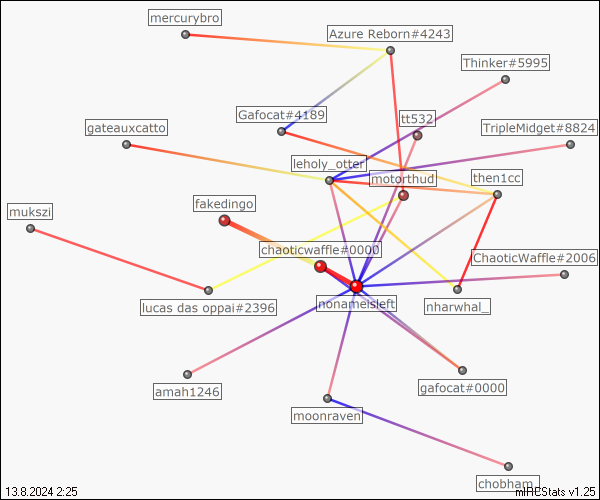 mercurybro
Azure Reborn#4243
Thinker#5995
Gafocat#4189
tt532
gateauxcatto
TripleMidget#8824
leholy_otter
motorthud
then1cc
fakedingo
mukszi
chaoticwaffle#0000
ChaoticWaffle#2006
nonameisleft
lucas das oppai#2396
nharwhal_
amah1246
gafocat#0000
moonraven
chobham_
13.8.2024 2:25
mIRCStats v1.25